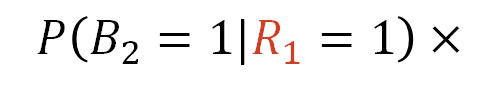 P(B₂ = 1|R₁ = 1) ×